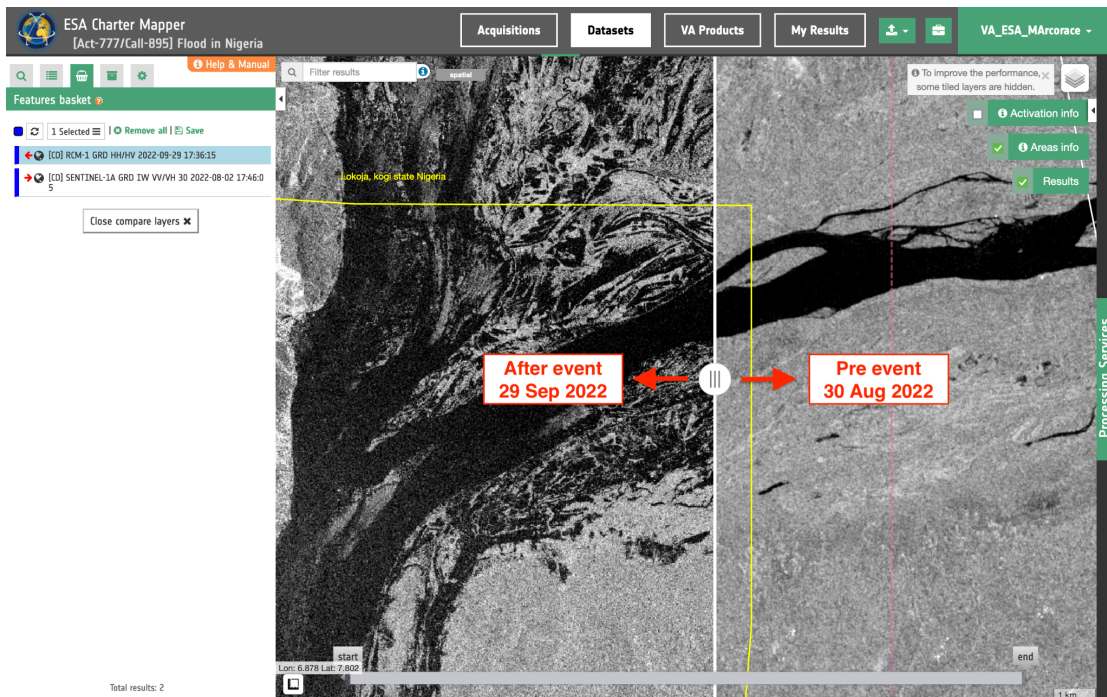 ESA Charter Mapper
[Act-777/Call-895] Flood in Nigeria
Acquisitions
Datasets
VA Products
My Results
VA_ESA_MArcorace
Help & Manual
Features basket
1 Selected
Remove all | Save
[CD] RCM-1 GRD HH/HV 2022-09-29 17:36:15
[CD] SENTINEL-1A GRD IW VV/VH 30 2022-08-02 17:46:0
5
Close compare layers ✖
Total results: 2
Filter results
spatial
To improve the performance,
some tiled layers are hidden.
Activation info
Areas info
Results
Lokoja, kogi state Nigeria
After event
29 Sep 2022
Pre event
30 Aug 2022
Processing Services
start
end
Lon: 6.878 Lat: 7.802
1 km